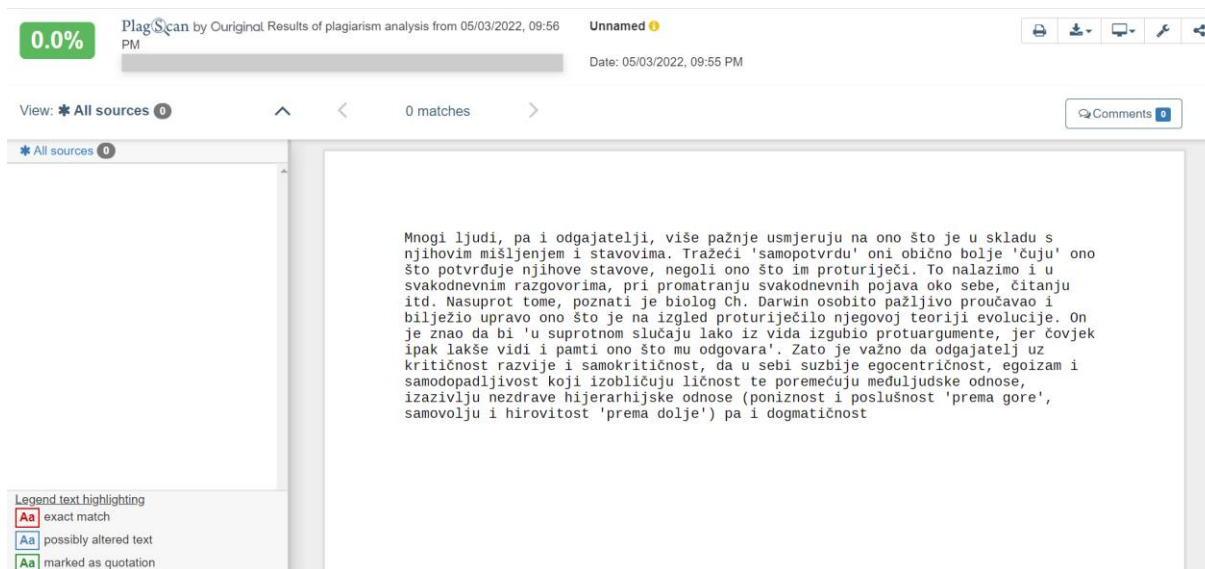 0.0%
PlagScan by Ouriginal Results of plagiarism analysis from 05/03/2022, 09:56
PM
Unnamed
Date: 05/03/2022, 09:55 PM
View: ✱ All sources 0
0 matches
Comments 0
✱ All sources 0
Mnogi ljudi, pa i odgajatelji, više pažnje usmjeruju na ono što je u skladu s
njihovim mišljenjem i stavovima. Tražeći 'samopotvrdu' oni obično bolje 'čuju' ono
što potvrđuje njihove stavove, negoli ono što im proturiječi. To nalazimo i u
svakodnevnim razgovorima, pri promatranju svakodnevnih pojava oko sebe, čitanju
itd. Nasuprot tome, poznati je biolog Ch. Darwin osobito pažljivo proučavao i
bilježio upravo ono što je na izgled proturiječilo njegovoj teoriji evolucije. On
je znao da bi 'u suprotnom slučaju lako iz vida izgubio protuargumente, jer čovjek
ipak lakše vidi i pamti ono što mu odgovara'. Zato je važno da odgajatelj uz
kritičnost razvije i samokritičnost, da u sebi suzbije egocentričnost, egoizam i
samodopadljivost koji izobličuju ličnost te poremećuju međuljudske odnose,
izazivlju nezdrave hijerarhijske odnose (poniznost i poslušnost 'prema gore',
samovolju i hirovitost 'prema dolje') pa i dogmatičnost
Legend text highlighting
Aa exact match
Aa possibly altered text
Aa marked as quotation